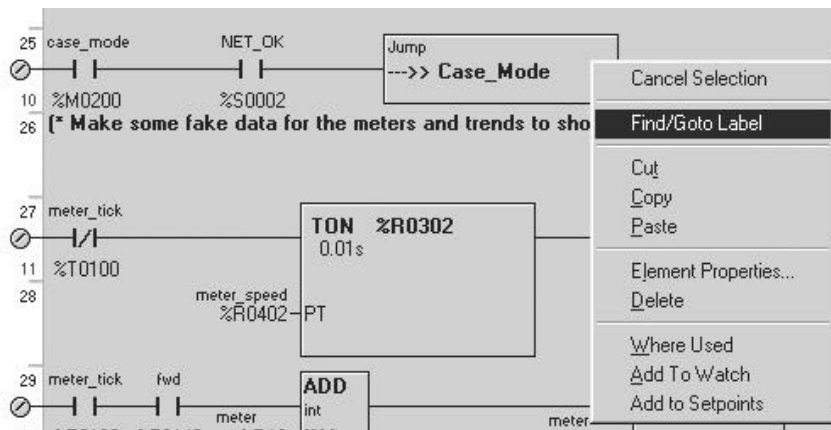 25 case_mode NET_OK
Jump
--->> Case_Mode
10 %M0200 %S0002
26 (* Make some fake data for the meters and trends to sho
27 meter_tick
TON %R0302
0.01s
11 %T0100
28 meter_speed
%R0402 PT
29 meter_tick fwd
ADD
int
meter
meter
Cancel Selection
Find/Goto Label
Cut
Copy
Paste
Element Properties...
Delete
Where Used
Add To Watch
Add to Setpoints